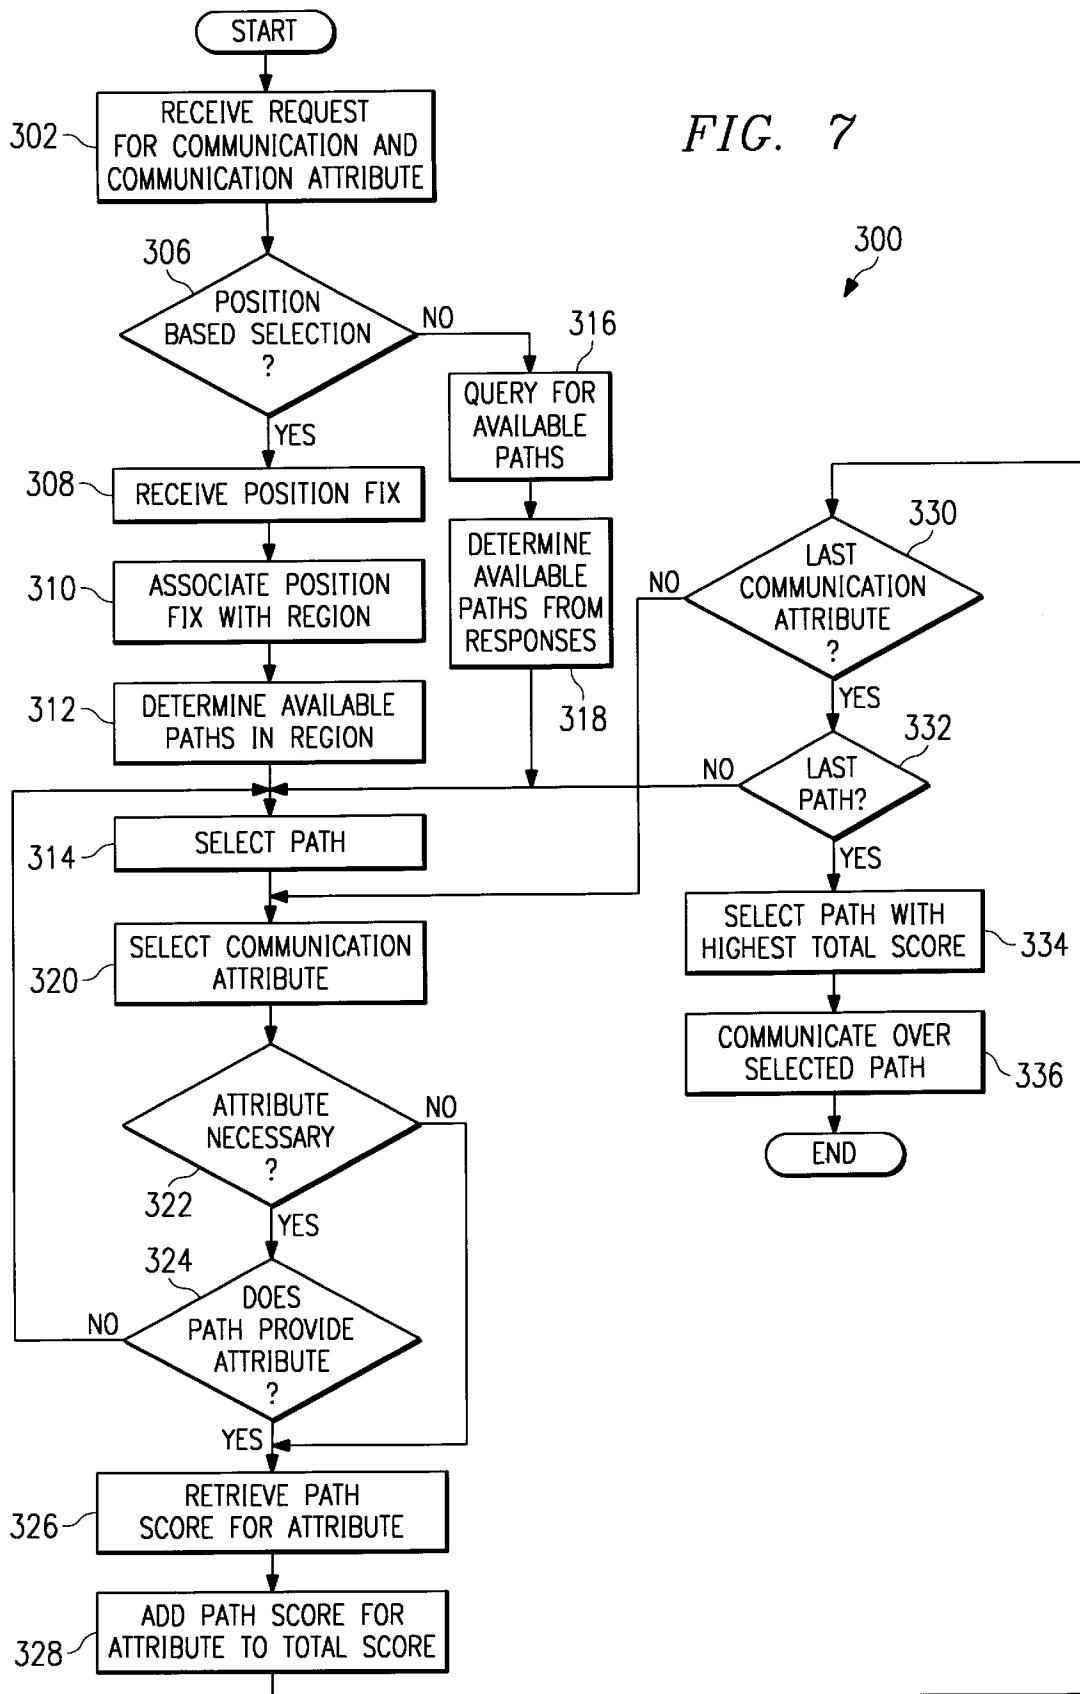 START
302
RECEIVE REQUEST
FOR COMMUNICATION AND
COMMUNICATION ATTRIBUTE
FIG. 7
300
306
POSITION
BASED SELECTION
?
NO
YES
316
QUERY FOR
AVAILABLE
PATHS
308
RECEIVE POSITION FIX
310
ASSOCIATE POSITION
FIX WITH REGION
DETERMINE
AVAILABLE
PATHS FROM
RESPONSES
318
312
DETERMINE AVAILABLE
PATHS IN REGION
314
SELECT PATH
320
SELECT COMMUNICATION
ATTRIBUTE
ATTRIBUTE
NECESSARY
?
322
NO
YES
324
DOES
PATH PROVIDE
ATTRIBUTE
?
NO
YES
326
RETRIEVE PATH
SCORE FOR ATTRIBUTE
328
ADD PATH SCORE FOR
ATTRIBUTE TO TOTAL SCORE
330
LAST
COMMUNICATION
ATTRIBUTE
?
NO
YES
332
LAST
PATH?
NO
YES
SELECT PATH WITH
HIGHEST TOTAL SCORE
334
COMMUNICATE OVER
SELECTED PATH
336
END